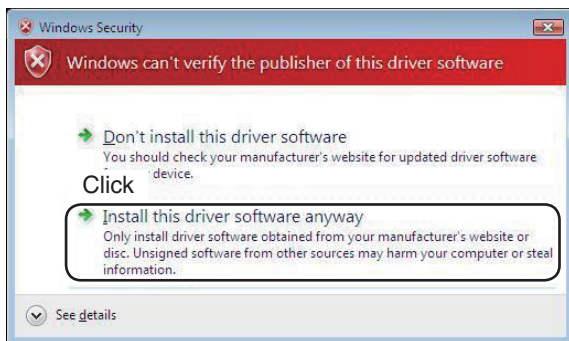 Windows Security
Windows can't verify the publisher of this driver software
Don't install this driver software
You should check your manufacturer's website for updated driver software
device.
Click
Install this driver software anyway
Only install driver software obtained from your manufacturer's website or
disc. Unsigned software from other sources may harm your computer or steal
information.
See details